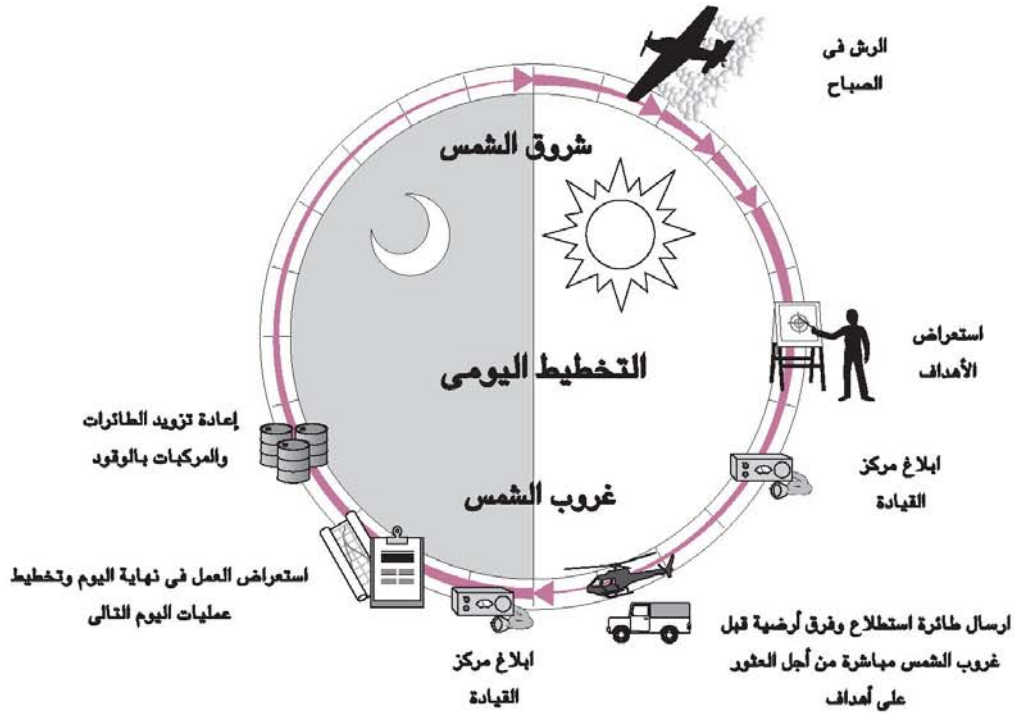 الرش في
الصباح
شروق الشمس
التخطيط اليومى
غروب الشمس
استعراض
الأهداف
ابلاغ مركز
القيادة
ارسال طائرة استطلاع وفرق أرضية قبل
غروب الشمس مباشرة من أجل العثور
على أهداف
ابلاغ مركز
القيادة
استعراض العمل فى نهاية اليوم وتخطيط
عمليات اليوم التالى
إعادة تزويد الطائرات
والمركبات بالوقود